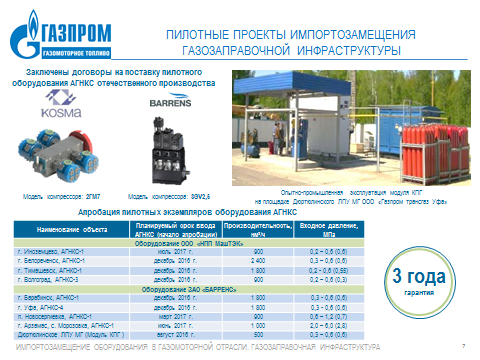 ГАЗПРОМ
ГАЗОМОТОРНОЕ ТОПЛИВО
ПИЛОТНЫЕ ПРОЕКТЫ ИМПОРТОЗАМЕЩЕНИЯ
ГАЗОЗАПРАВОЧНОЙ ИНФРАСТРУКТУРЫ
Заключены договоры на поставку пилотного
оборудования АГНКС отечественного производства
KOSMA
BARRENS
Модель компрессора: 2ГМ7
Модель компрессора: SGV2,5
Опытно-промышленная эксплуатация модуля КПГ
на площадке Дюртюлинского ЛПУ МГ ООО «Газпром трансгаз Уфа»
Апробация пилотных экземпляров оборудования АГНКС
Наименование объекта | Планируемый срок ввода АГНКС (начало апробации) | Производительность, нм³/ч | Входное давление, МПа
Оборудование ООО «НПП МашТЭК»
г. Иноземцево, АГНКС-1 | июль 2017 г. | 900 | 0,2 – 0,6 (0,6)
г. Белореченск, АГНКС-1 | декабрь 2016 г. | 2 400 | 0,3 – 0,6 (0,6)
г. Тимашевск, АГНКС-1 | декабрь 2016 г. | 1 800 | 0,2 - 0,6 (0,55)
г. Волгоград, АГНКС-3 | декабрь 2016 г. | 900 | 0,2 – 0,6 (0,3)
Оборудование ЗАО «БАРРЕНС»
г. Барабинск, АГНКС-1 | декабрь 2016 г. | 1 800 | 0,3 – 0,6 (0,6)
г. Уфа, АГНКС-4 | декабрь 2016 г. | 1 800 | 0,3 – 0,6 (0,6)
п. Новосергиевка, АГНКС-1 | март 2017 г. | 900 | 0,6 – 1,2 (0,7)
г. Арзамас, с. Морозовка, АГНКС-1 | июнь 2017 г. | 1 000 | 2,0 – 6,0 (2,8)
Дюртюлинское ЛПУ МГ (Модуль КПГ) | август 2016 г. | 500 | 0,3 – 0,6 (0,6)
3 года
гарантия
ИМПОРТОЗАМЕЩЕНИЕ ОБОРУДОВАНИЯ В ГАЗОМОТОРНОЙ ОТРАСЛИ. ГАЗОЗАПРАВОЧНАЯ ИНФРАСТРУКТУРА
7